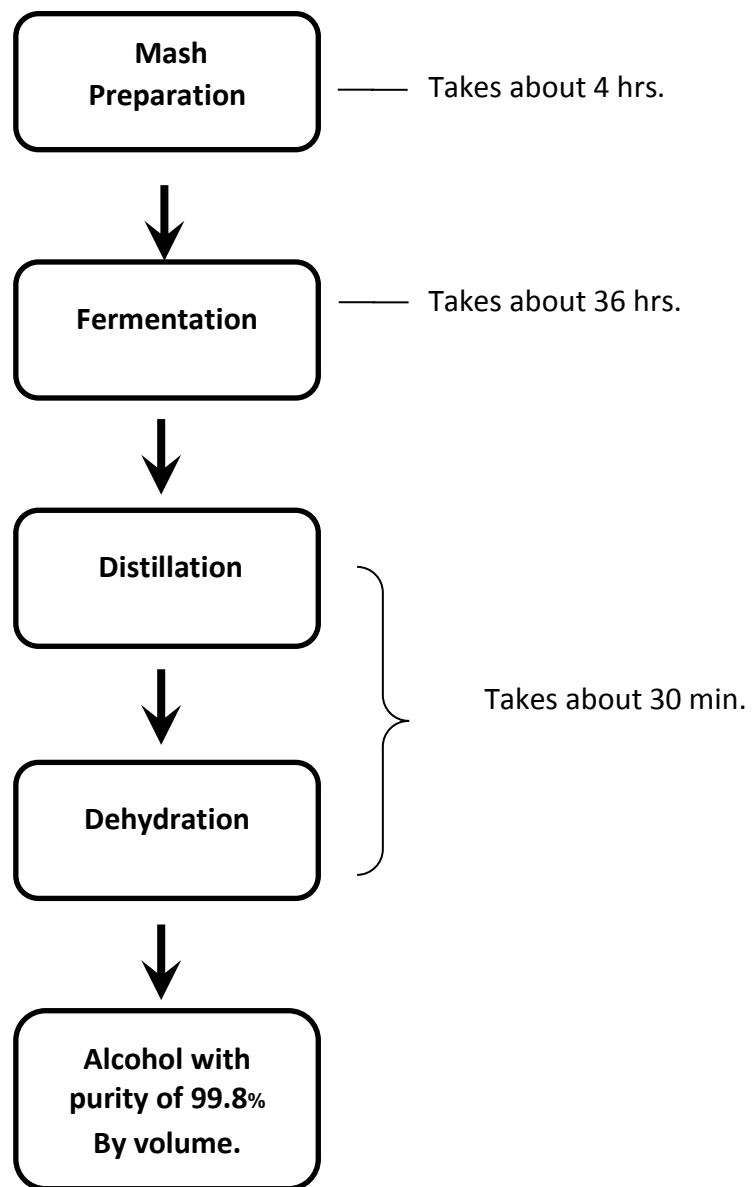 Mash
Preparation
Takes about 4 hrs.
Fermentation
Takes about 36 hrs.
Distillation
Takes about 30 min.
Dehydration
Alcohol with
purity of 99.8%
By volume.